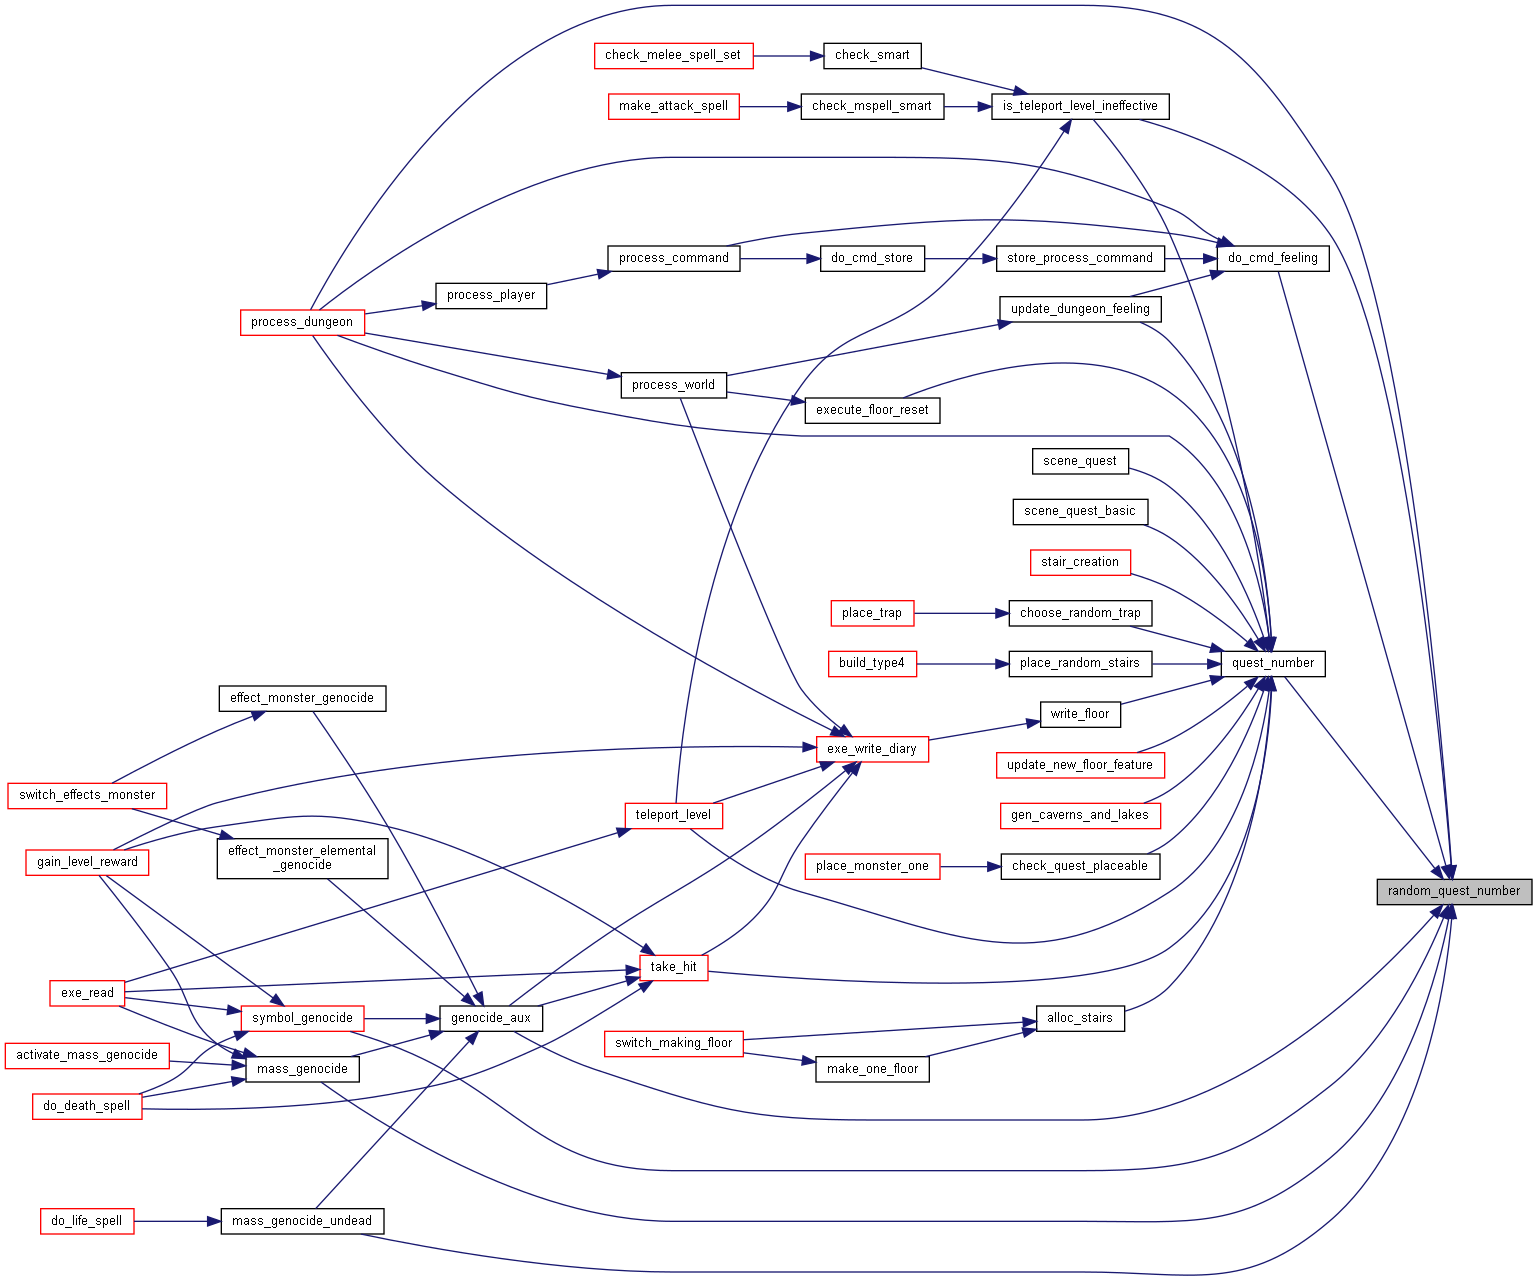 check_melee_spell_set
check_smart
make_attack_spell
check_mspell_smart
is_teleport_level_ineffective
process_command
do_cmd_store
store_process_command
do_cmd_feeling
process_player
update_dungeon_feeling
process_dungeon
process_world
execute_floor_reset
scene_quest
scene_quest_basic
stair_creation
place_trap
choose_random_trap
build_type4
place_random_stairs
quest_number
effect_monster_genocide
write_floor
exe_write_diary
update_new_floor_feature
switch_effects_monster
teleport_level
gen_caverns_and_lakes
gain_level_reward
effect_monster_elemental
_genocide
place_monster_one
check_quest_placeable
random_quest_number
take_hit
exe_read
symbol_genocide
genocide_aux
alloc_stairs
switch_making_floor
activate_mass_genocide
mass_genocide
make_one_floor
do_death_spell
do_life_spell
mass_genocide_undead